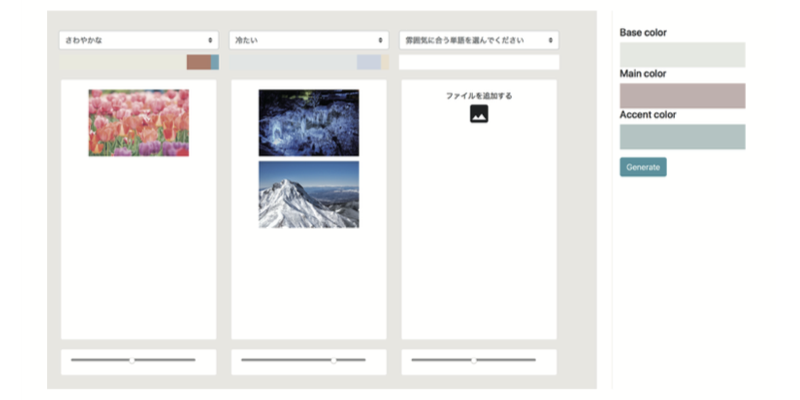 さわやかな
冷たい
雰囲気に合う単語を選んでください
ファイルを追加する
Base color
Main color
Accent color
Generate